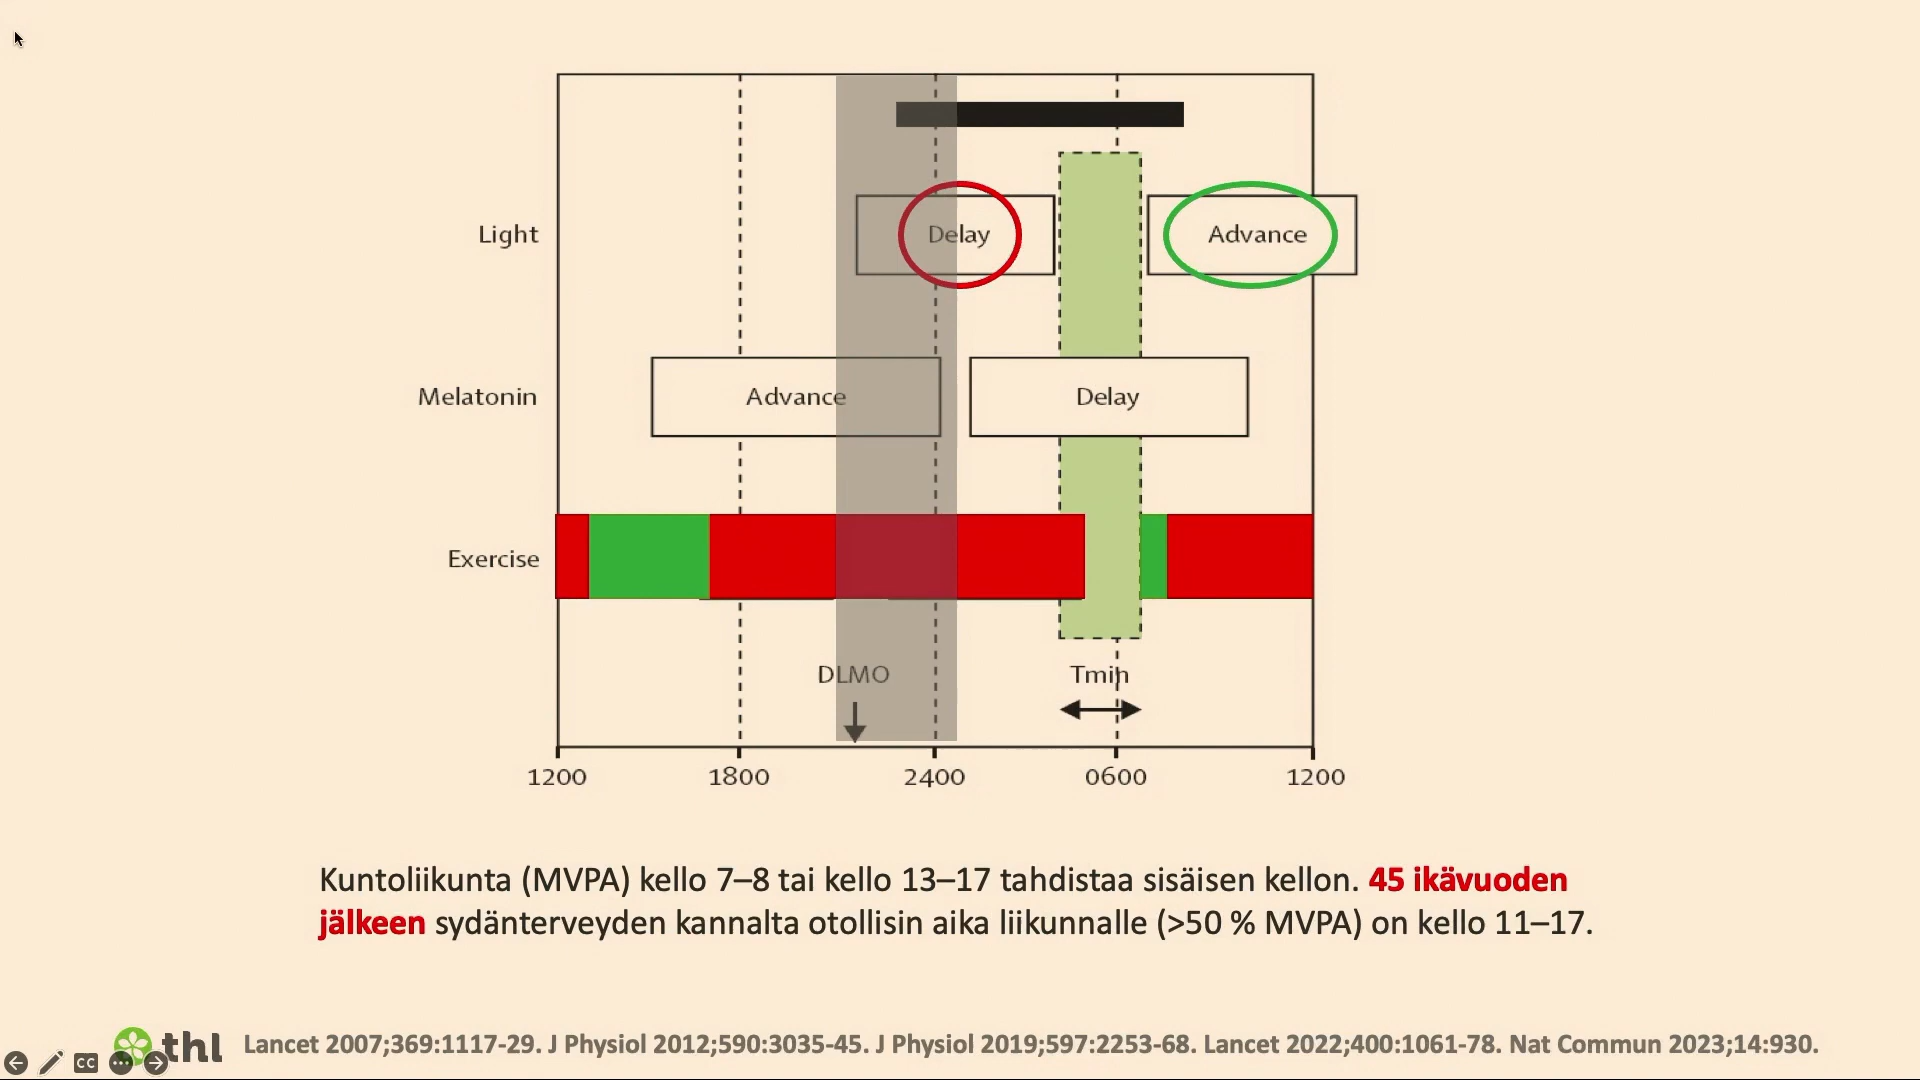 Light
Delay
Advance
Melatonin
Advance
Delay
Exercise
DLMO
Tmin
1200
1800
2400
0600
1200
Kuntoliikunta (MVPA) kello 7–8 tai kello 13–17 tahdistaa sisäisen kellon. 45 ikävuoden
jälkeen sydänterveyden kannalta otollisin aika liikunnalle (>50 % MVPA) on kello 11–17.
thl
Lancet 2007;369:1117-29. J Physiol 2012;590:3035-45. J Physiol 2019;597:2253-68. Lancet 2022;400:1061-78. Nat Commun 2023;14:930.
CC